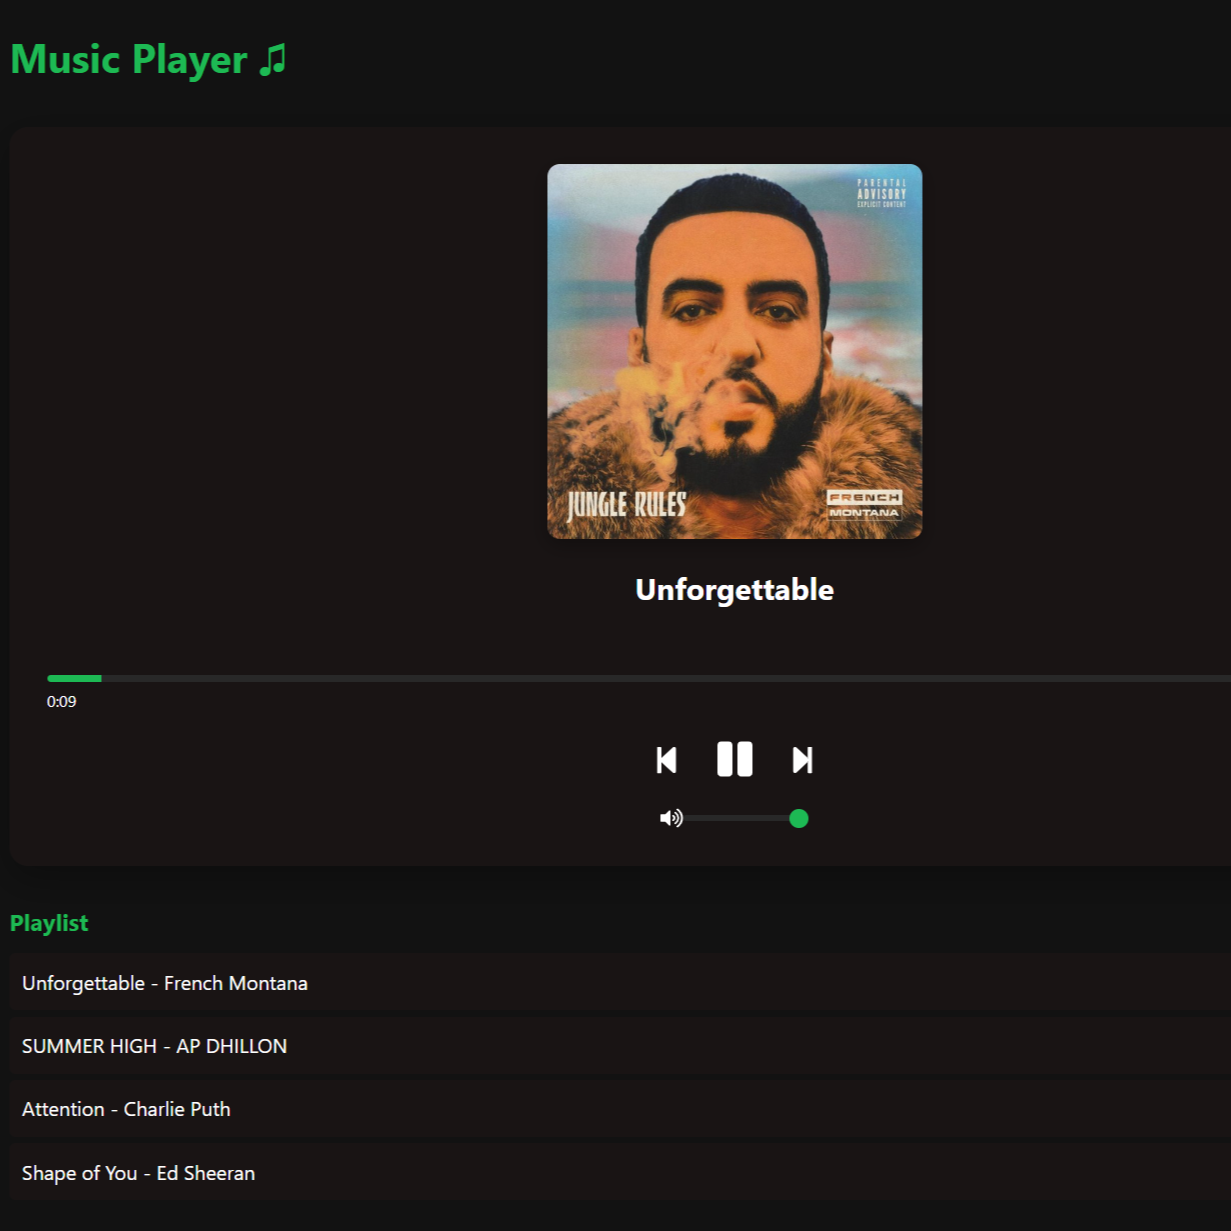 Music Player ♫
PARENTAL
ADVISORY
EXPLICIT CONTENT
JUNGLE RULES
FRENCH
MONTANA
Unforgettable
0:09
Playlist
Unforgettable - French Montana
SUMMER HIGH - AP DHILLON
Attention - Charlie Puth
Shape of You - Ed Sheeran